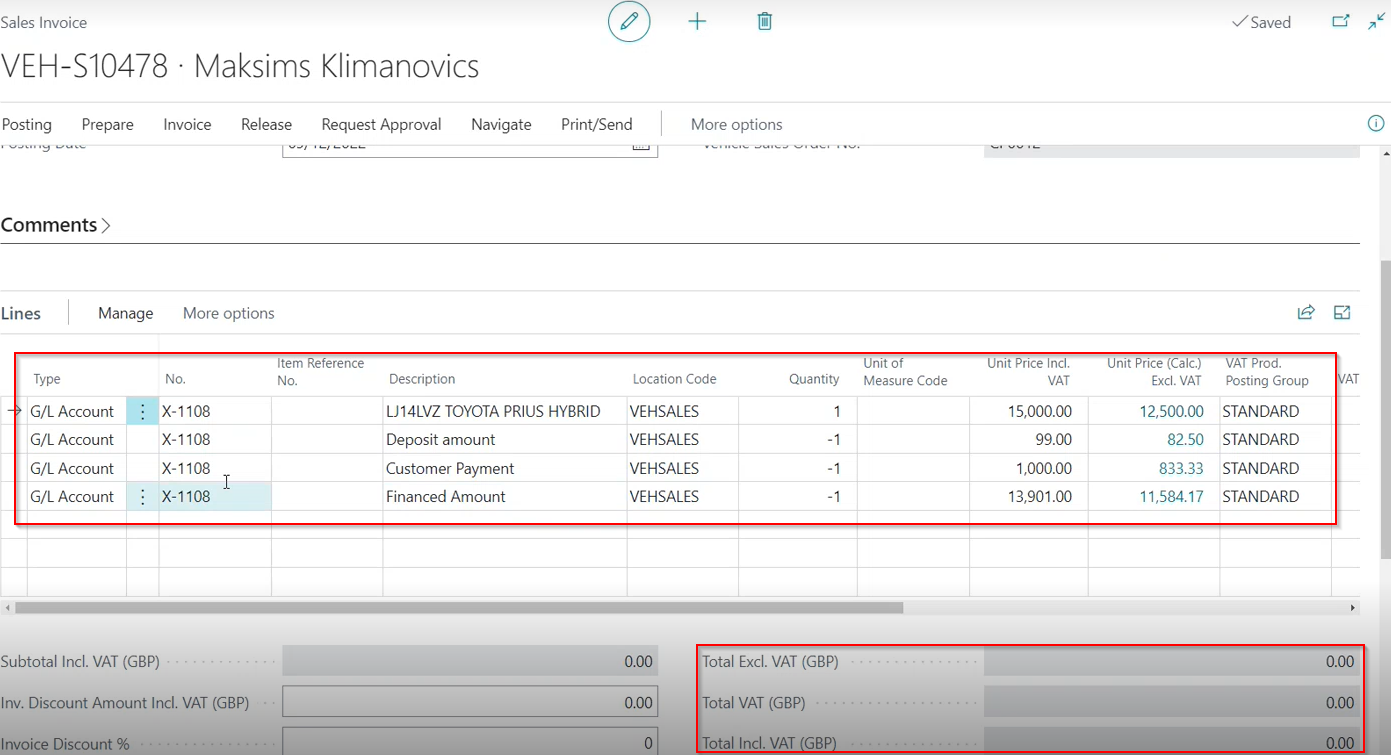 Sales Invoice
Saved
VEH-S10478 · Maksims Klimanovics
Posting Prepare Invoice Release Request Approval Navigate Print/Send More options
Posting Date Vehicle Sales Order No.
Comments
Lines Manage More options
Type No. Item Reference No. Description Location Code Quantity Unit of Measure Code Unit Price Incl. VAT Unit Price (Calc.) Excl. VAT VAT Prod. Posting Group VAT
G/L Account X-1108 LJ14LVZ TOYOTA PRIUS HYBRID VEHSALES 1 15,000.00 12,500.00 STANDARD
G/L Account X-1108 Deposit amount VEHSALES -1 99.00 82.50 STANDARD
G/L Account X-1108 Customer Payment VEHSALES -1 1,000.00 833.33 STANDARD
G/L Account X-1108 Financed Amount VEHSALES -1 13,901.00 11,584.17 STANDARD
Subtotal Incl. VAT (GBP) 0.00 Total Excl. VAT (GBP) 0.00
Inv. Discount Amount Incl. VAT (GBP) 0.00 Total VAT (GBP) 0.00
Invoice Discount % 0 Total Incl. VAT (GBP) 0.00